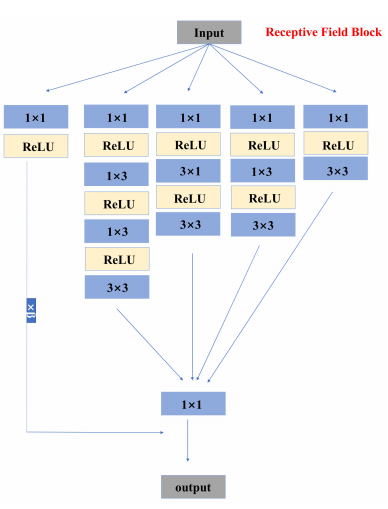 Input
Receptive Field Block
1×1
ReLU
1×1
ReLU
1×3
ReLU
1×3
ReLU
3×3
1×1
ReLU
3×1
ReLU
3×3
1×1
ReLU
1×3
ReLU
3×3
1×1
ReLU
3×3
1×1
output